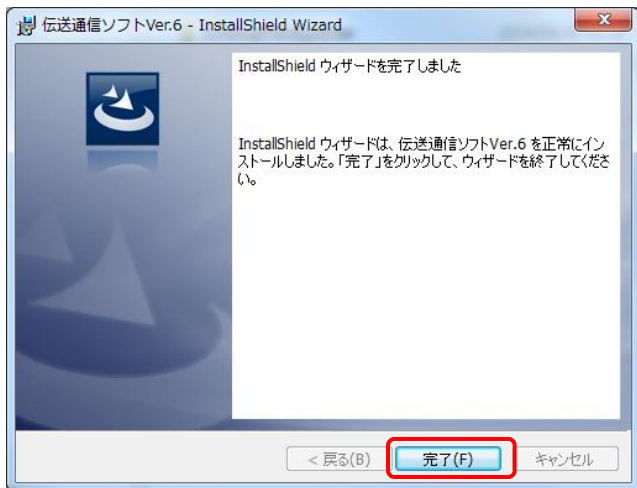 伝送通信ソフトVer.6 - InstallShield Wizard
InstallShield ウィザードを完了しました
InstallShield ウィザードは、伝送通信ソフトVer.6 を正常にイン
ストールしました。「完了」をクリックして、ウィザードを終了してくださ
い。
< 戻る(B)
完了(F)
キャンセル